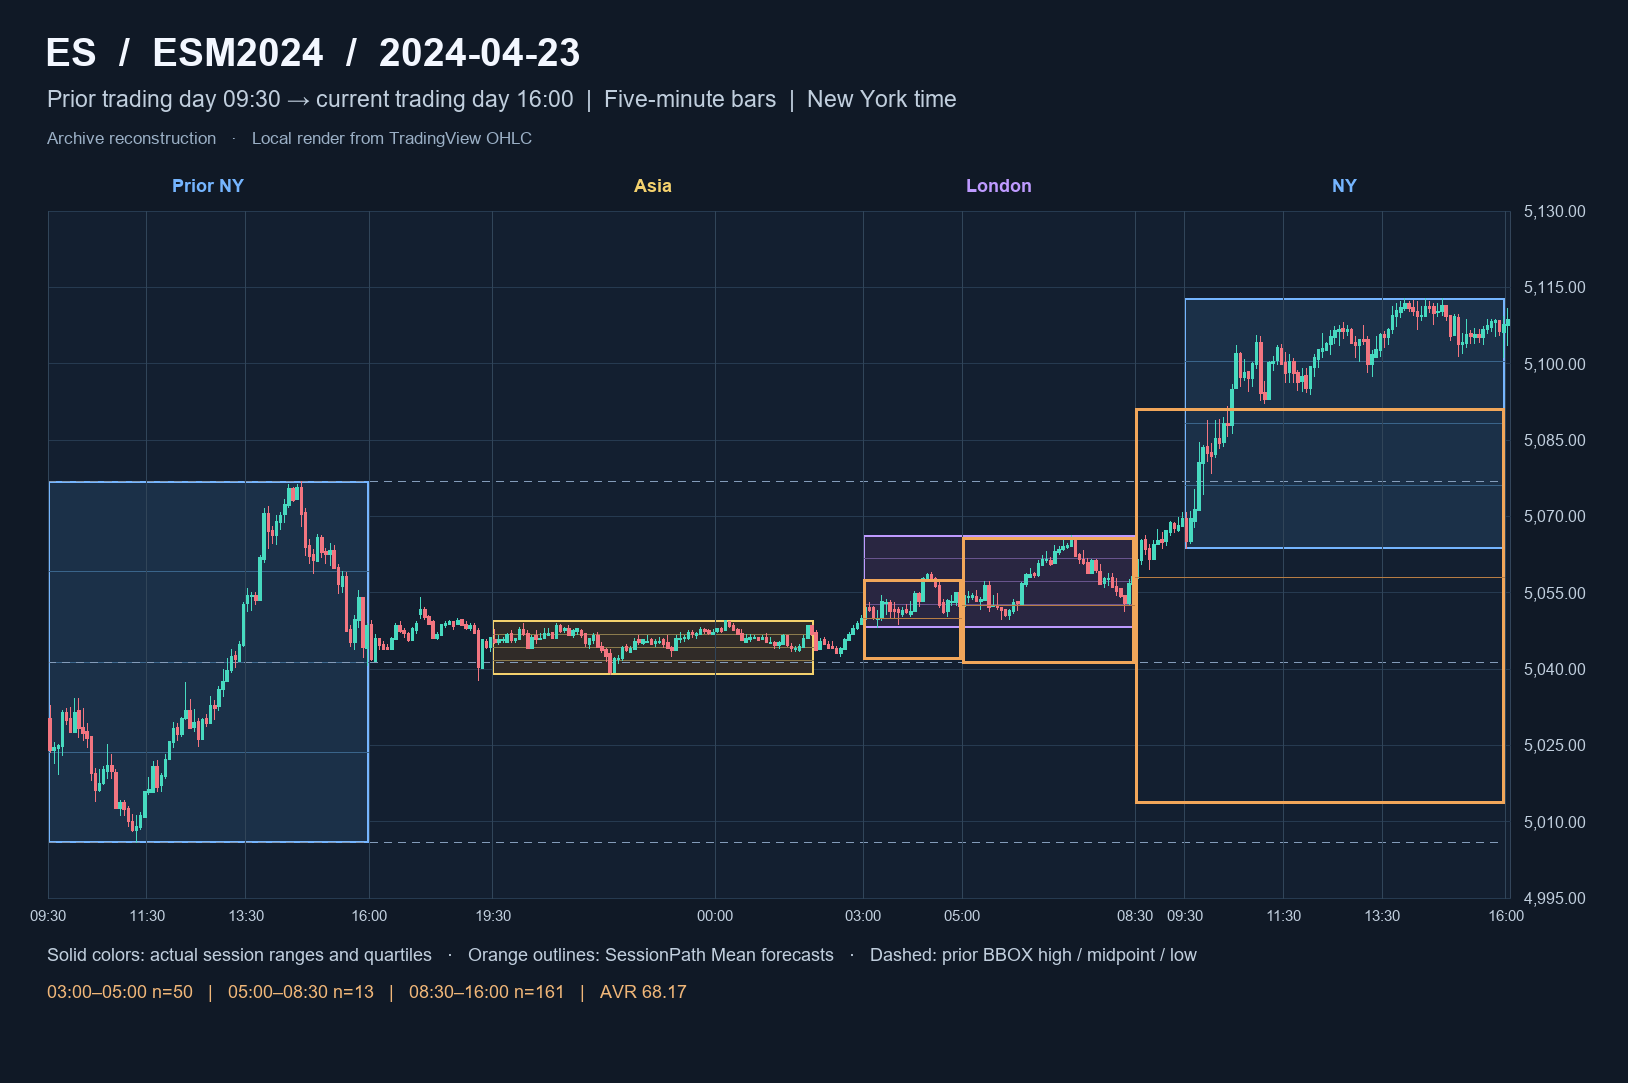 ES / ESM2024 / 2024-04-23
Prior trading day 09:30 → current trading day 16:00 | Five-minute bars | New York time
Archive reconstruction · Local render from TradingView OHLC
Prior NY Asia London NY
5,130.00
5,115.00
5,100.00
5,085.00
5,070.00
5,055.00
5,040.00
5,025.00
5,010.00
4,995.00
09:30 11:30 13:30 16:00 19:30 00:00 03:00 05:00 08:30 09:30 11:30 13:30 16:00
Solid colors: actual session ranges and quartiles · Orange outlines: SessionPath Mean forecasts · Dashed: prior BBOX high / midpoint / low
03:00–05:00 n=50 | 05:00–08:30 n=13 | 08:30–16:00 n=161 | AVR 68.17